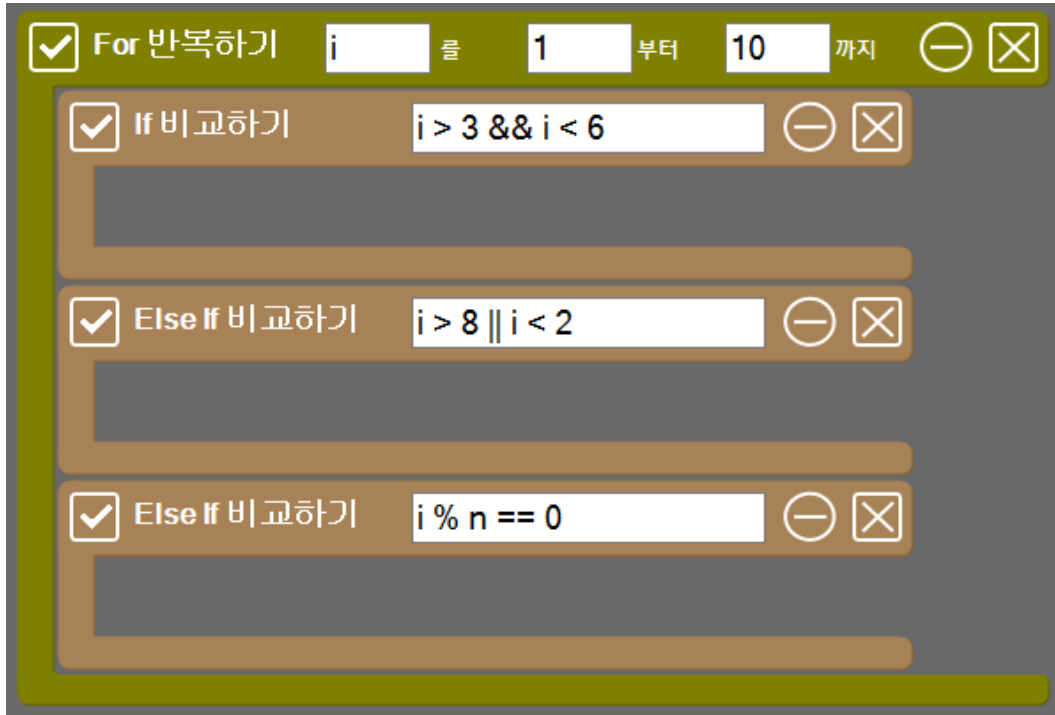 For 반복하기 i 를 1 부터 10 까지
If 비교하기 i > 3 && i < 6
Else If 비교하기 i > 8 || i < 2
Else If 비교하기 i % n == 0